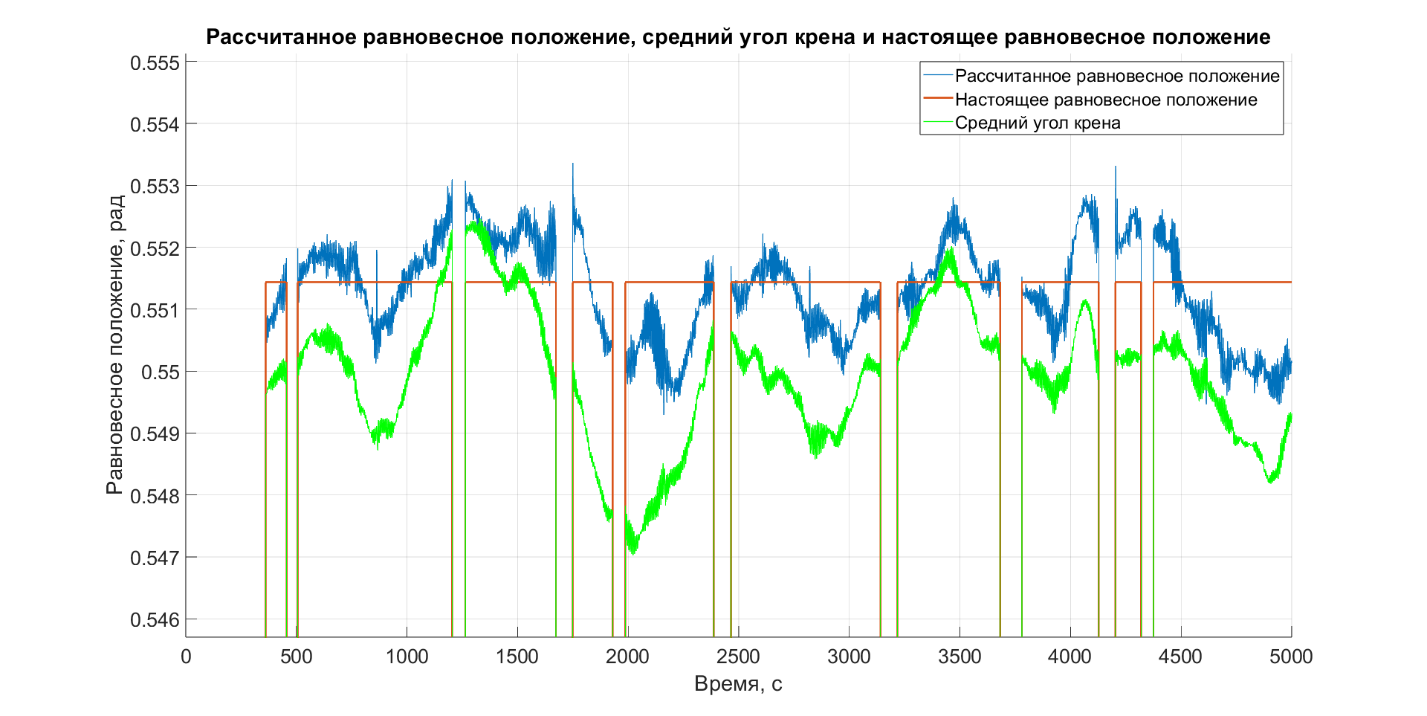 Рассчитанное равновесное положение, средний угол крена и настоящее равновесное положение
Рассчитанное равновесное положение
Настоящее равновесное положение
Средний угол крена
Равновесное положение, рад
0.555
0.554
0.553
0.552
0.551
0.55
0.549
0.548
0.547
0.546
0 500 1000 1500 2000 2500 3000 3500 4000 4500 5000
Время, с